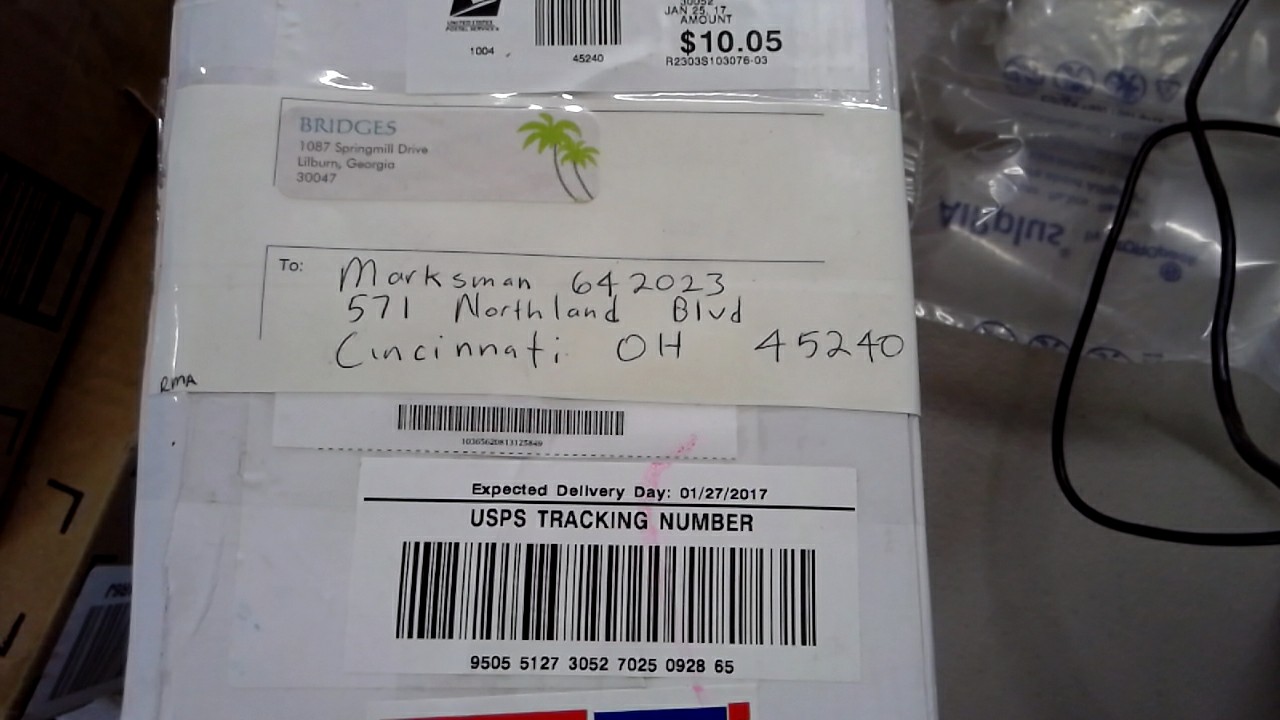 UNITED STATES
POSTAL SERVICE
1004
45240
JAN 25, 17
AMOUNT
$10.05
R2303S103076-03
BRIDGES
1087 Springmill Drive
Lilburn, Georgia
30047
To: Marksman 642023
571 Northland Blvd
Cincinnati OH 45240
RMA
10365620813125849
Expected Delivery Day: 01/27/2017
USPS TRACKING NUMBER
9505 5127 3052 7025 0928 65
AIRplus